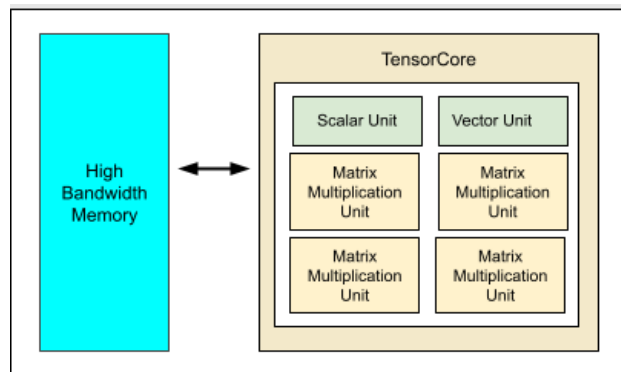 TensorCore
Scalar Unit
Vector Unit
High
Bandwidth
Memory
Matrix
Multiplication
Unit
Matrix
Multiplication
Unit
Matrix
Multiplication
Unit
Matrix
Multiplication
Unit